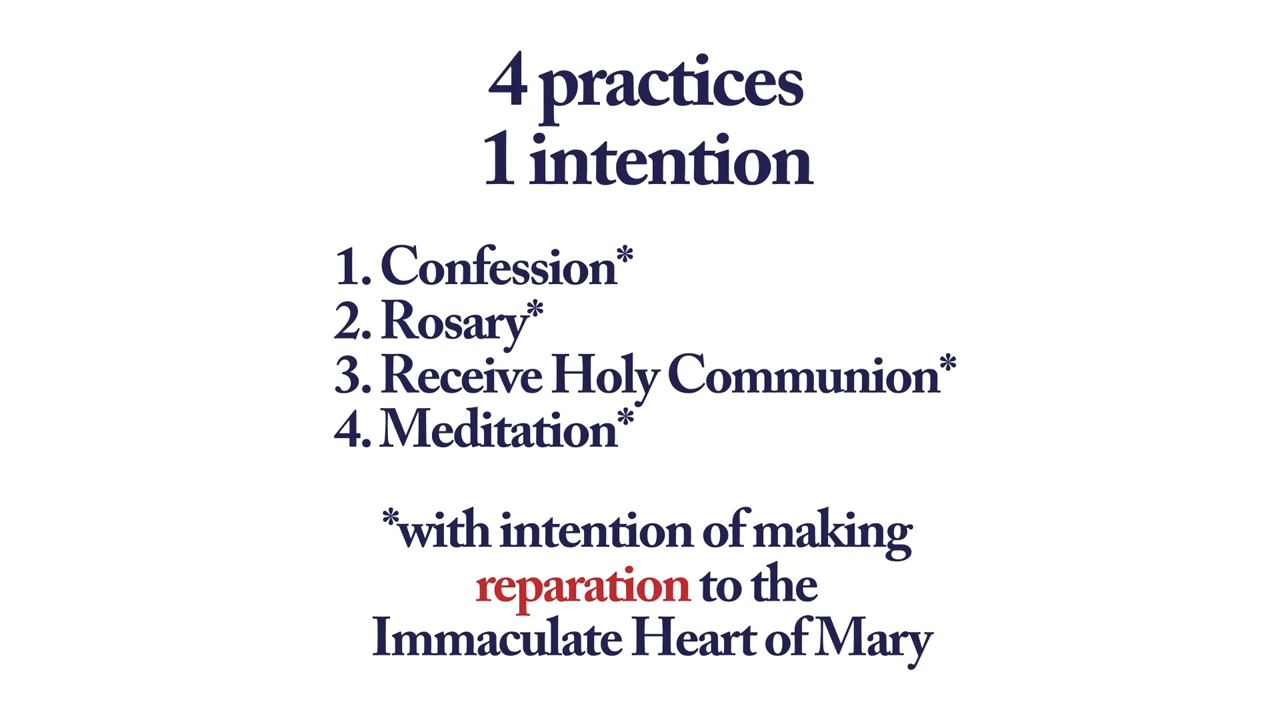 4 practices
1 intention
1. Confession*
2. Rosary*
3. Receive Holy Communion*
4. Meditation*
*with intention of making
reparation to the
Immaculate Heart of Mary